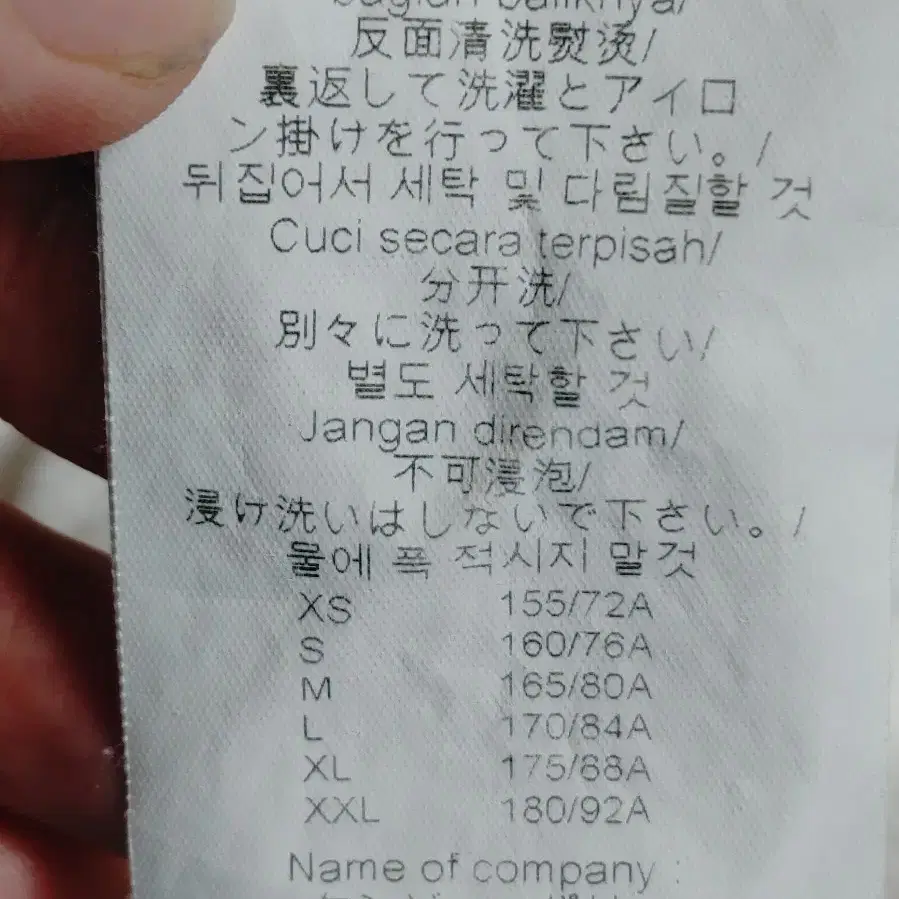 bagian baliknya/
反面清洗熨烫/
裏返して洗濯とアイロ
ン掛けを行って下さい。/
뒤집어서 세탁 및 다림질할 것
Cuci secara terpisah/
分开洗/
別々に洗って下さい/
별도 세탁할 것
Jangan direndam/
不可浸泡/
浸け洗いはしないで下さい。/
물에 푹 적시지 말것
XS 155/72A
S 160/76A
M 165/80A
L 170/84A
XL 175/88A
XXL 180/92A
Name of company :